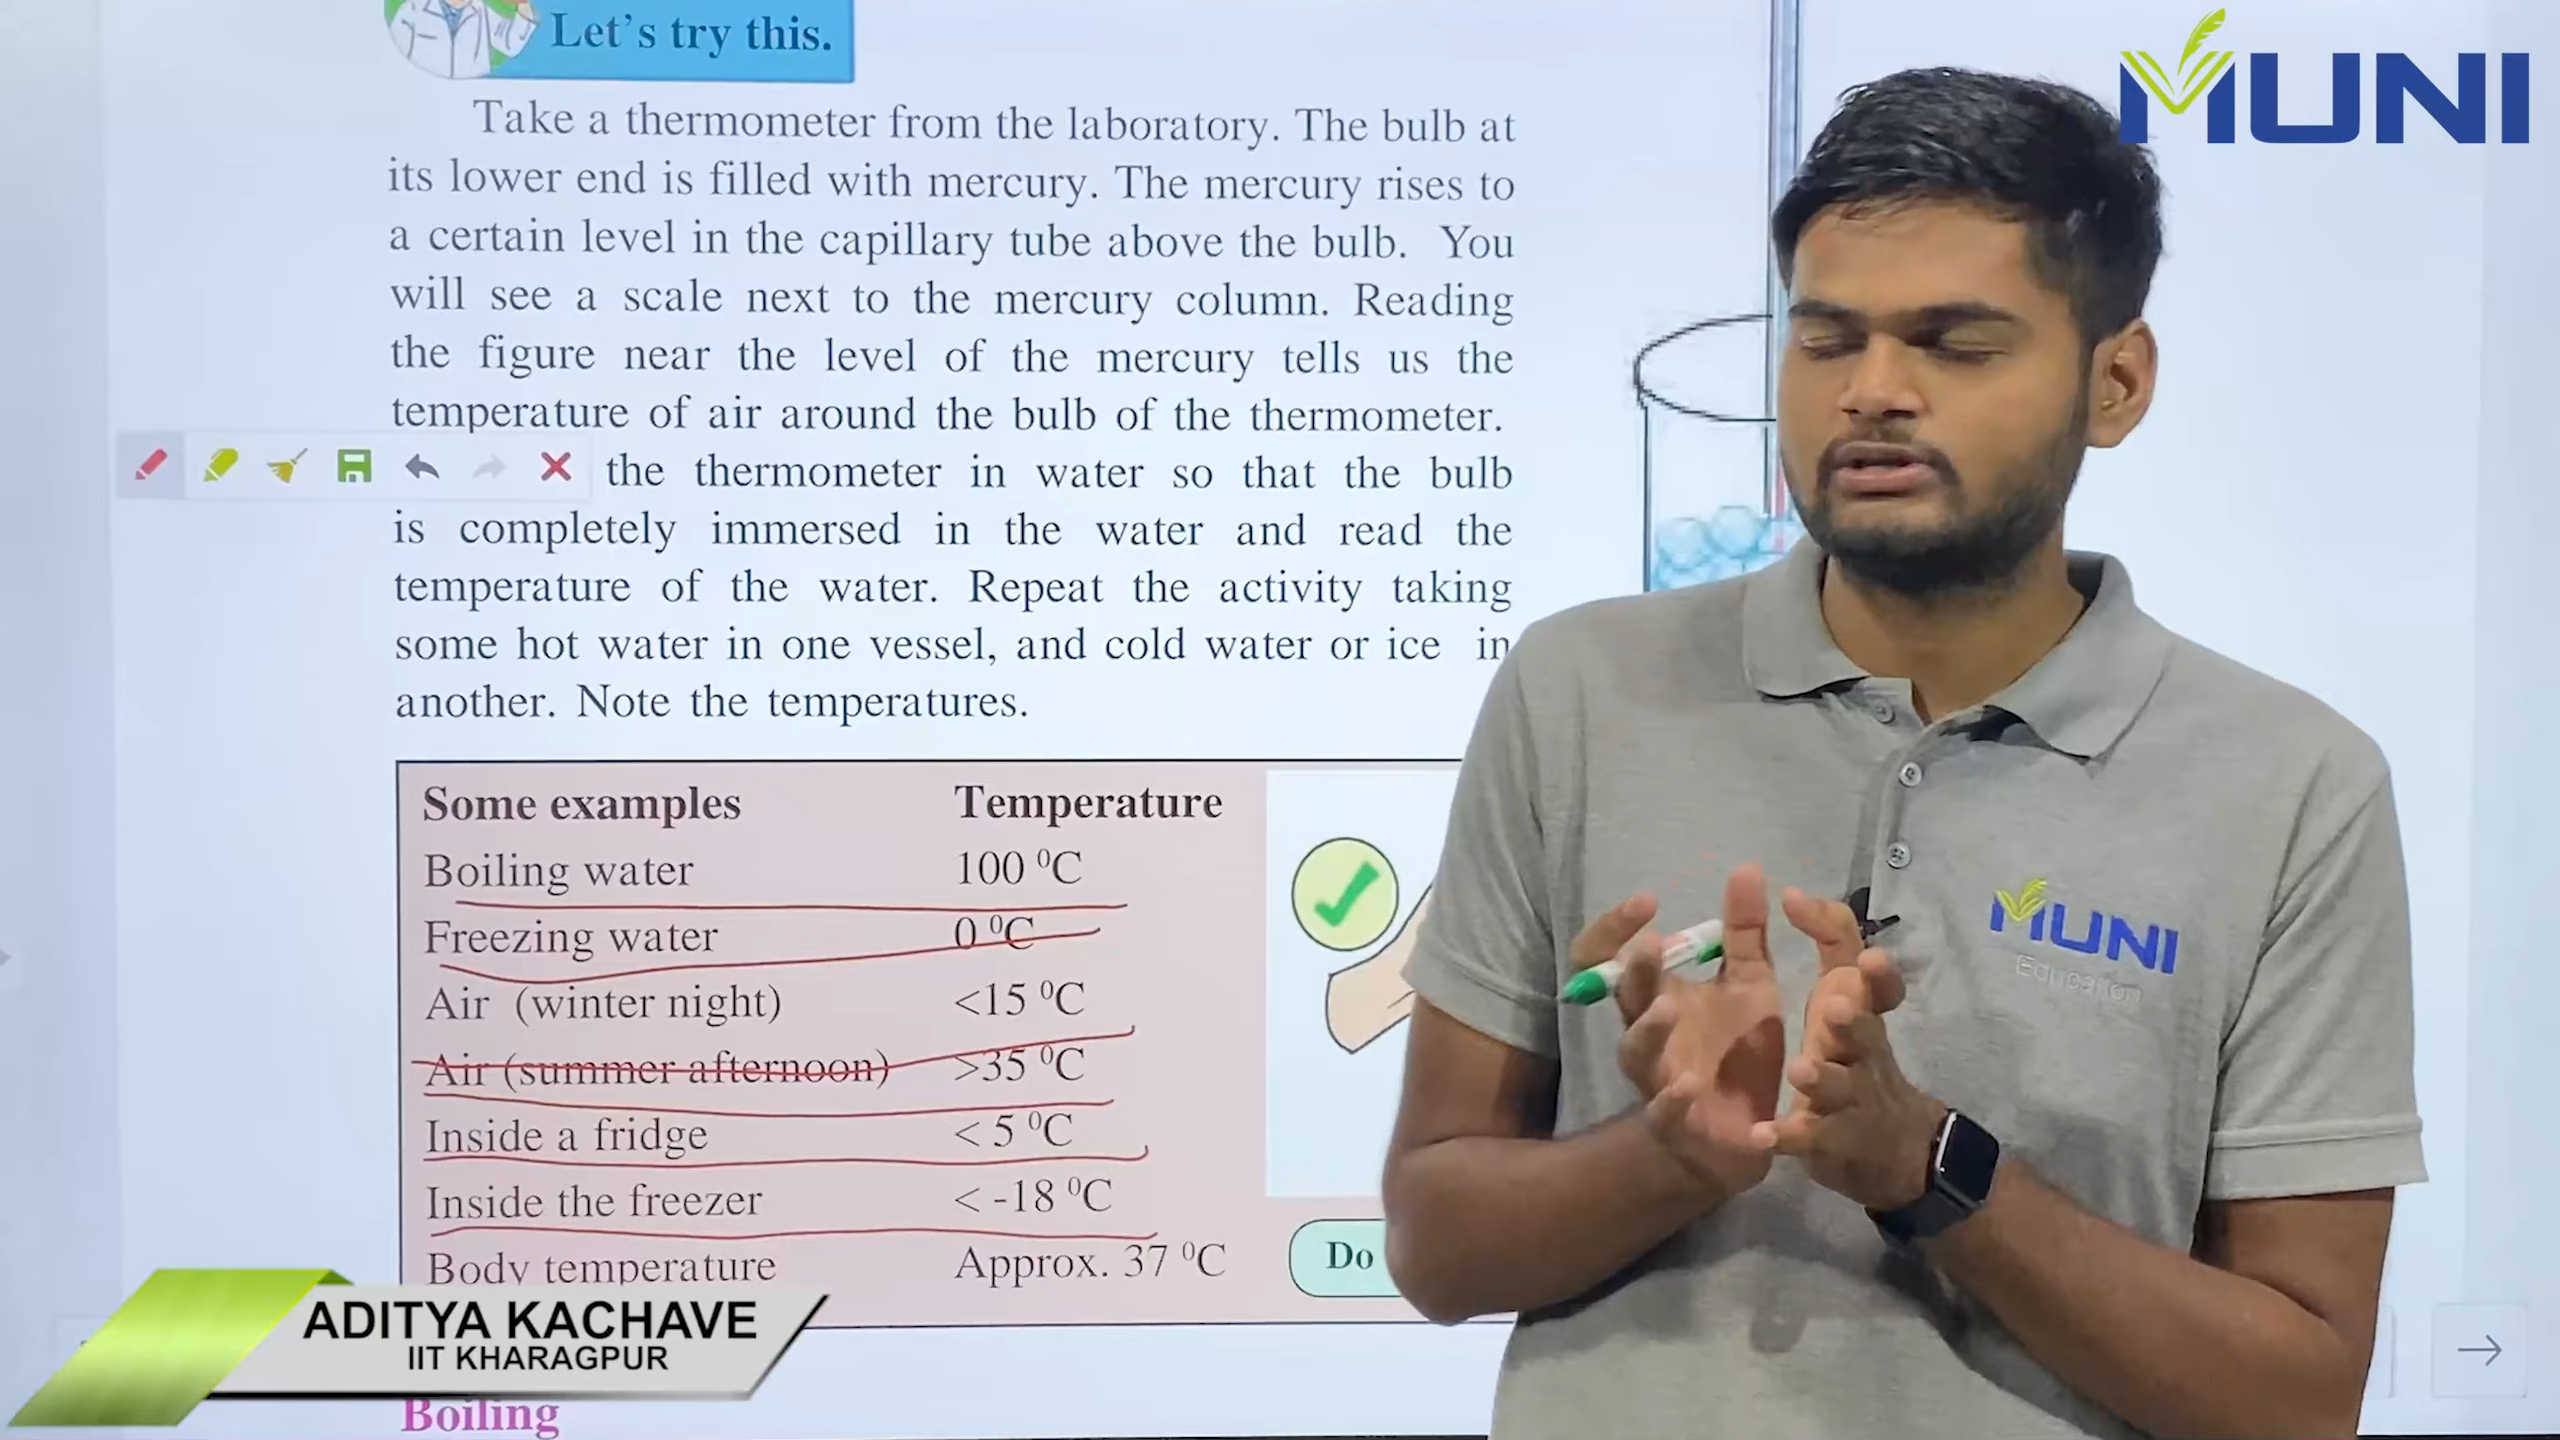 Let's try this.
MUNI
Take a thermometer from the laboratory. The bulb at
its lower end is filled with mercury. The mercury rises to
a certain level in the capillary tube above the bulb. You
will see a scale next to the mercury column. Reading
the figure near the level of the mercury tells us the
temperature of air around the bulb of the thermometer.
the thermometer in water so that the bulb
is completely immersed in the water and read the
temperature of the water. Repeat the activity taking
some hot water in one vessel, and cold water or ice in
another. Note the temperatures.
Some examples Temperature
Boiling water 100 ⁰C
Freezing water 0 ⁰C
Air (winter night) <15 ⁰C
Air (summer afternoon) >35 ⁰C
Inside a fridge < 5 ⁰C
Inside the freezer < -18 ⁰C
Body temperature Approx. 37 ⁰C
Do
MUNI
Education
ADITYA KACHAVE
IIT KHARAGPUR
Boiling